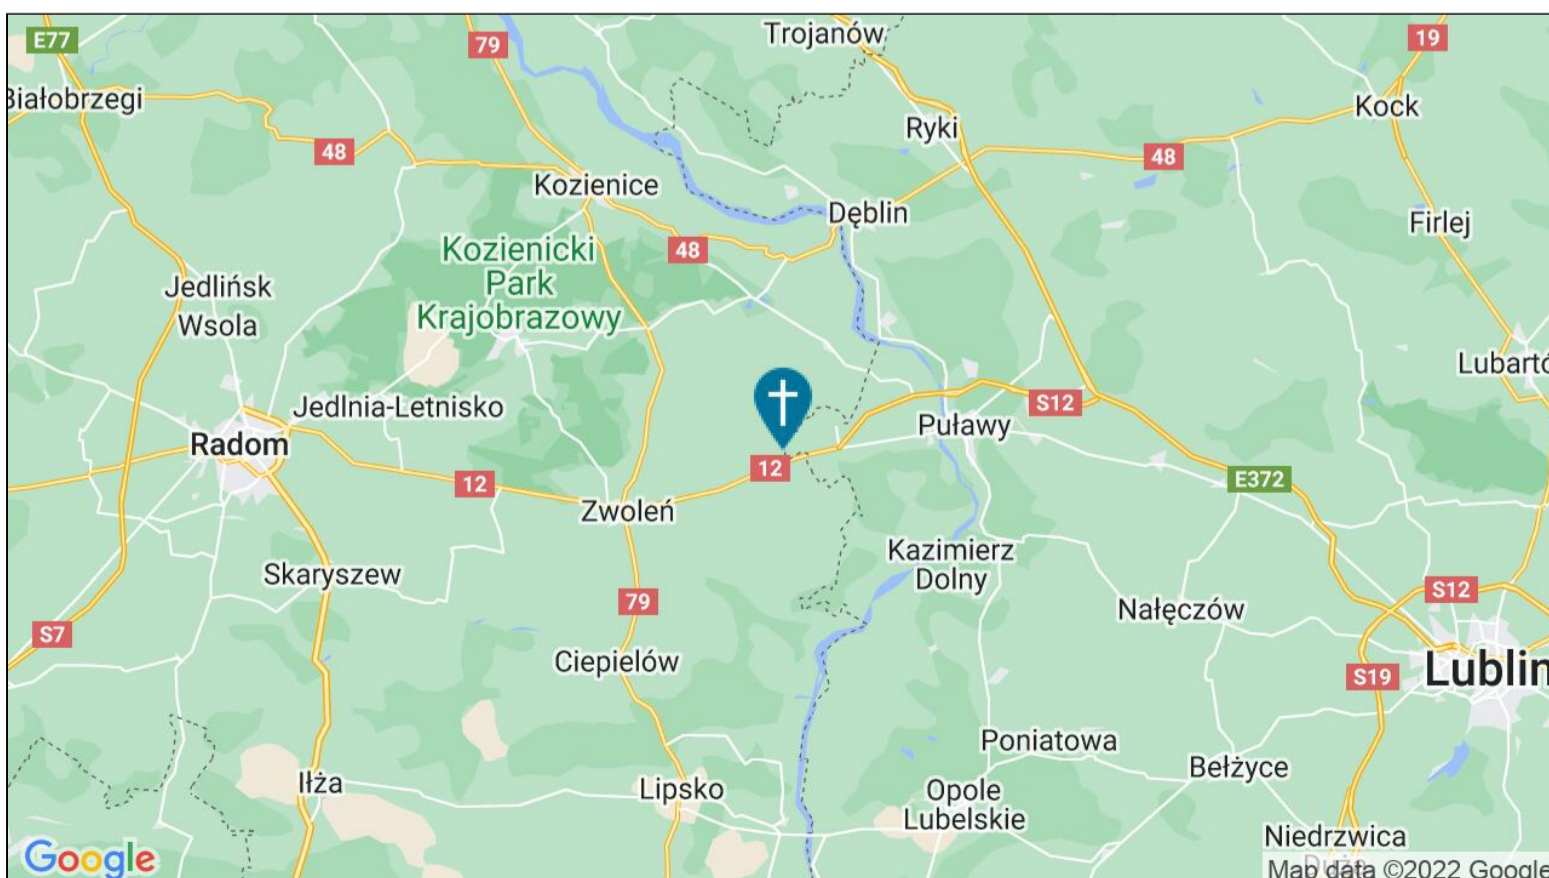 E77
79
Trojanów
19
Białobrzegi
Kock
48
Ryki
48
Kozienice
Dęblin
Firlej
Kozienicki
Park
Krajobrazowy
48
Jedlińsk
Wsola
Lubartó
Jedlnia-Letnisko
S12
Puławy
Radom
12
12
E372
Zwoleń
Kazimierz
Dolny
Skaryszew
79
S12
Nałęczów
S7
Ciepielów
S19
Lublin
Poniatowa
Bełżyce
Iłża
Lipsko
Opole
Lubelskie
Niedrzwica
Duża
Google
Map data ©2022 Google